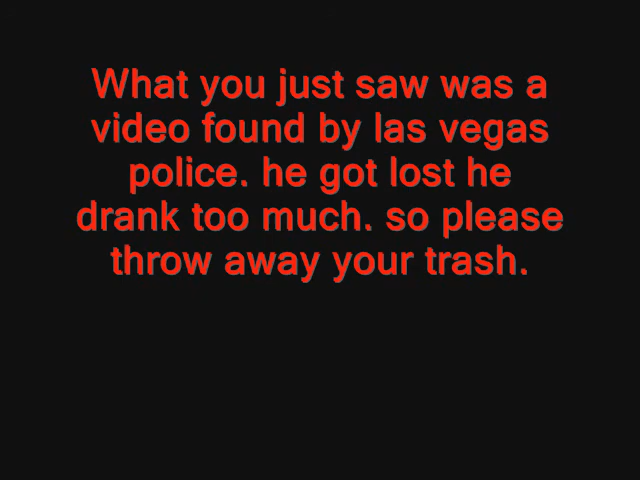 What you just saw was a
video found by las vegas
police. he got lost he
drank too much. so please
throw away your trash.